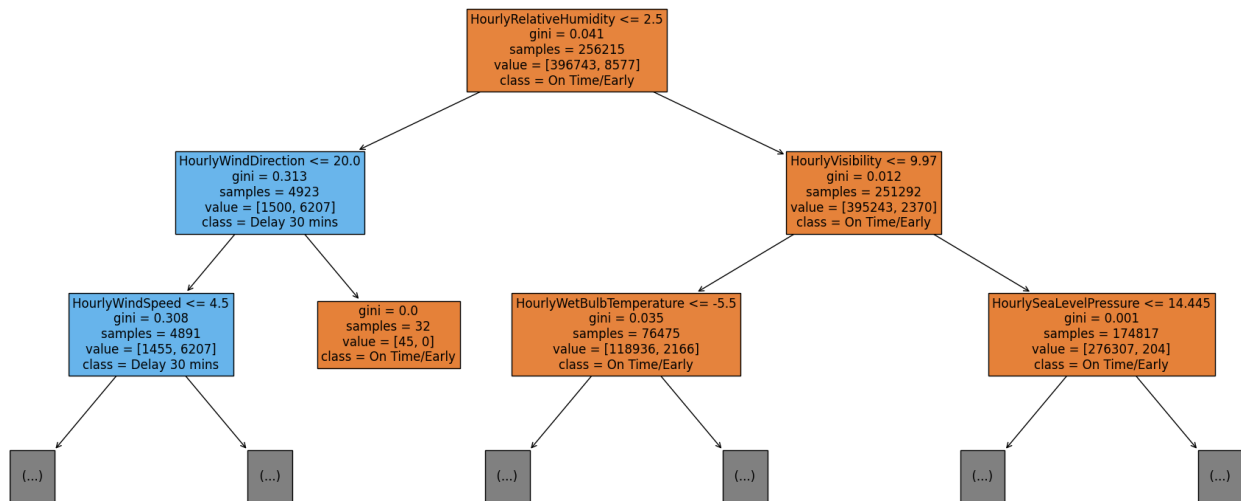 HourlyRelativeHumidity <= 2.5
gini = 0.041
samples = 256215
value = [396743, 8577]
class = On Time/Early
HourlyWindDirection <= 20.0
gini = 0.313
samples = 4923
value = [1500, 6207]
class = Delay 30 mins
HourlyVisibility <= 9.97
gini = 0.012
samples = 251292
value = [395243, 2370]
class = On Time/Early
HourlyWindSpeed <= 4.5
gini = 0.308
samples = 4891
value = [1455, 6207]
class = Delay 30 mins
gini = 0.0
samples = 32
value = [45, 0]
class = On Time/Early
HourlyWetBulbTemperature <= -5.5
gini = 0.035
samples = 76475
value = [118936, 2166]
class = On Time/Early
HourlySeaLevelPressure <= 14.445
gini = 0.001
samples = 174817
value = [276307, 204]
class = On Time/Early
(...)
(...)
(...)
(...)
(...)
(...)